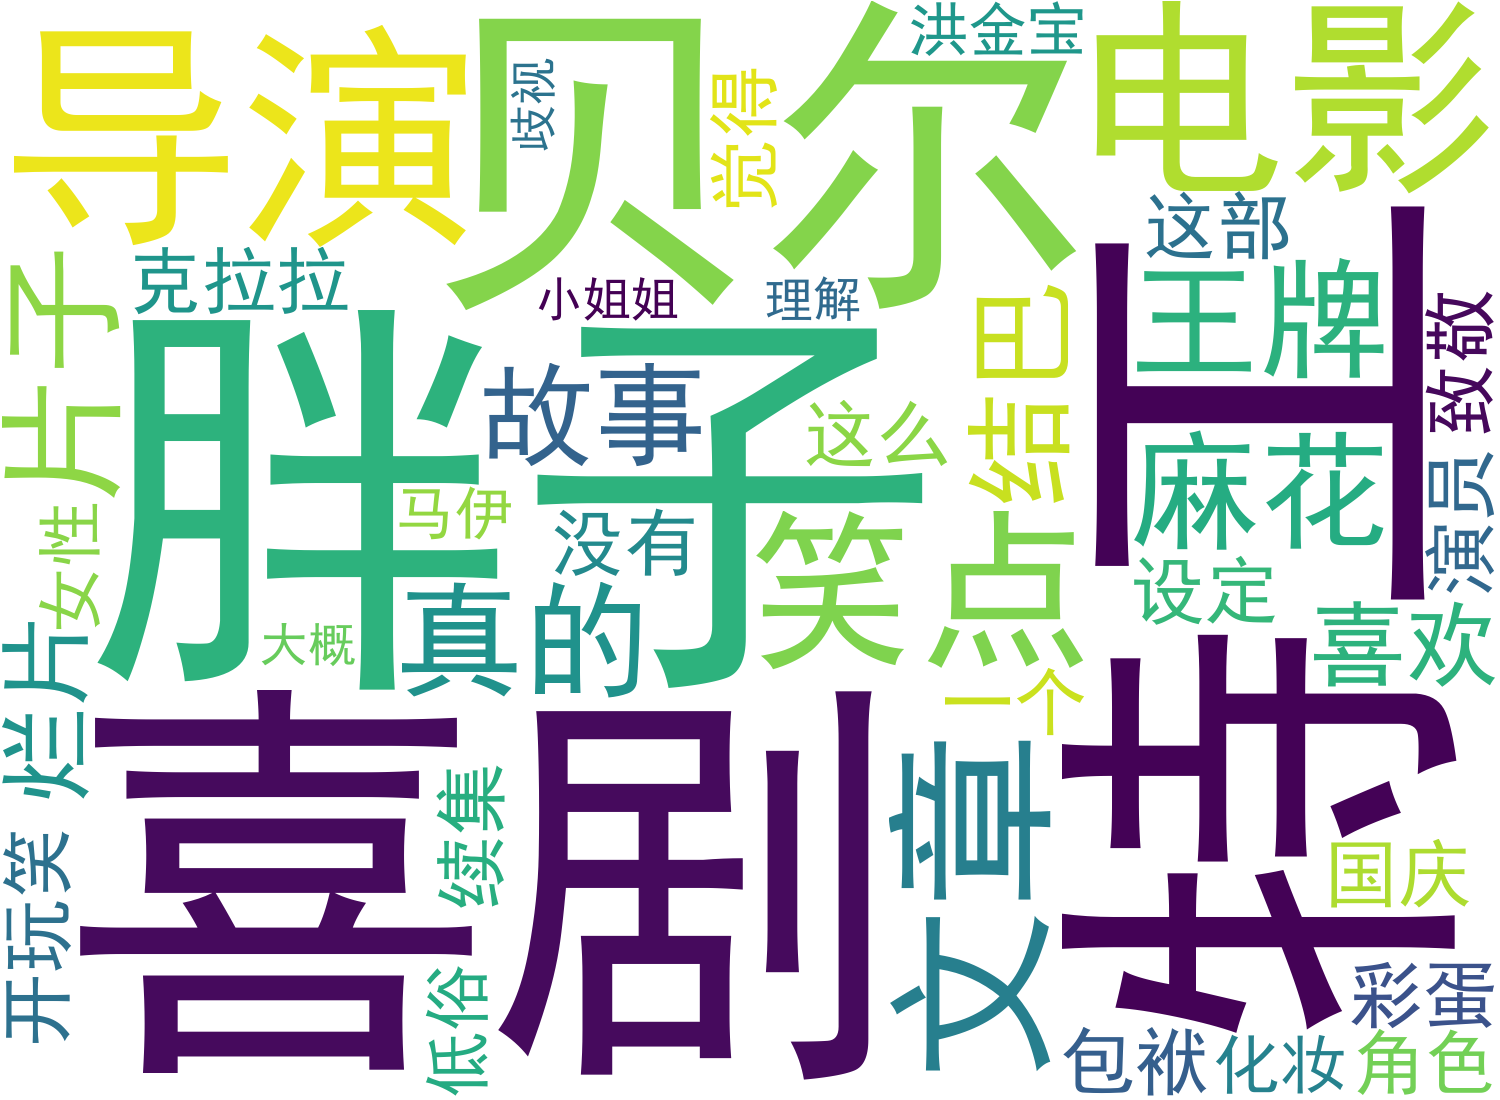 导演
贝尔
电影
洪金宝
歧视
觉得
这部
克拉拉
片子
小姐姐
理解
胖子
特工
王牌
致敬
结巴
故事
这么
麻花
演员
女性
马伊
没有
笑点
真的
设定
喜欢
大概
烂片
一个
喜剧
文章
续集
国庆
开玩笑
低俗
彩蛋
包袱
化妆
角色